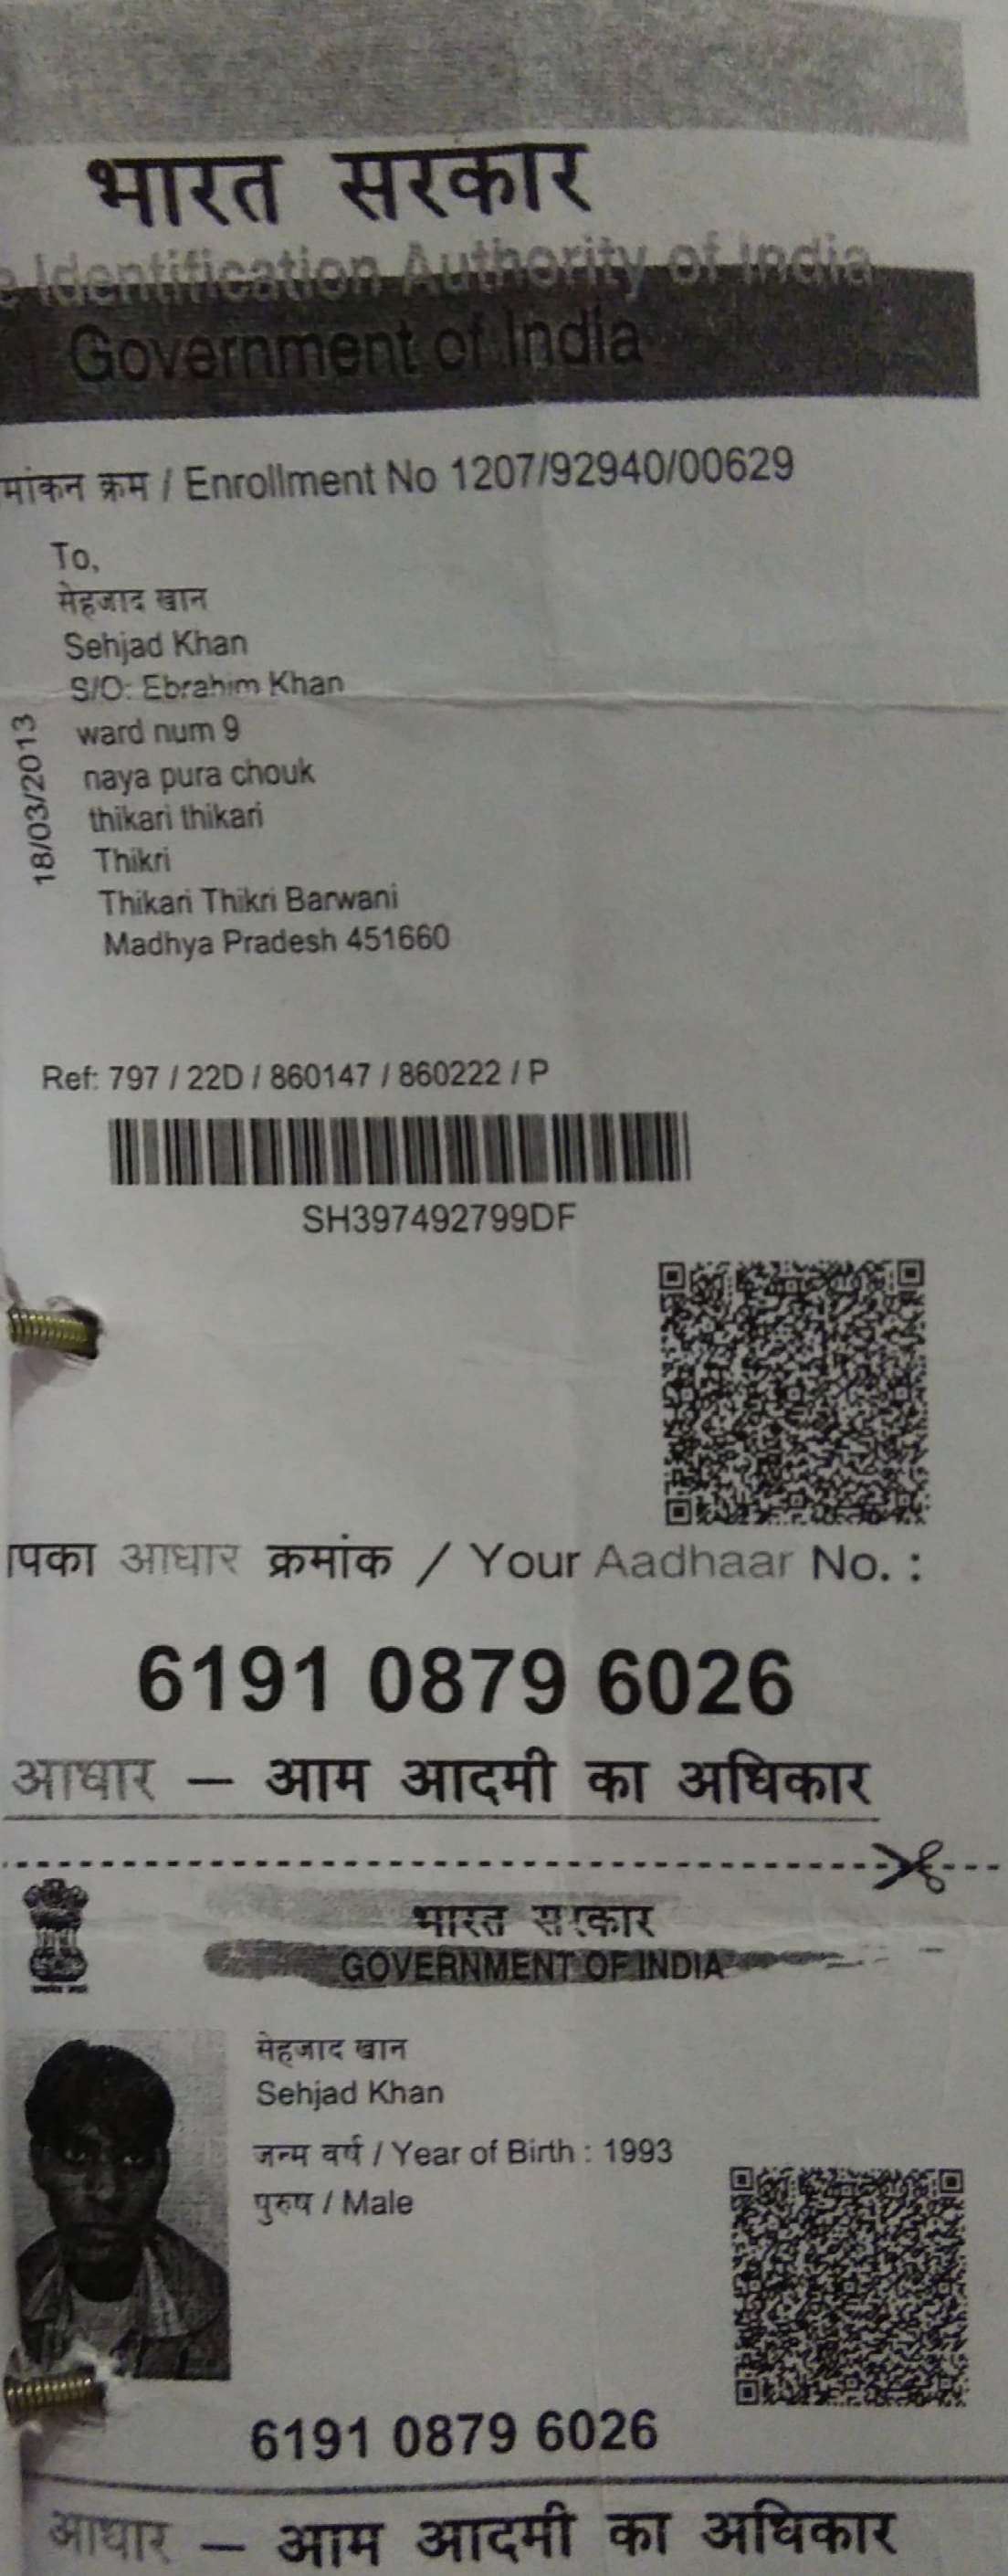 भारत सरकार
e Identification Authority of India
Government of India
मांकन क्रम / Enrollment No 1207/92940/00629
To,
सेहजाद खान
Sehjad Khan
S/O: Ebrahim Khan
ward num 9
naya pura chouk
thikari thikari
Thikri
Thikari Thikri Barwani
Madhya Pradesh 451660
18/03/2013
Ref: 797 / 22D / 860147 / 860222 / P
SH397492799DF
ापका आधार क्रमांक / Your Aadhaar No. :
6191 0879 6026
आधार – आम आदमी का अधिकार
भारत सरकार
GOVERNMENT OF INDIA
सेहजाद खान
Sehjad Khan
जन्म वर्ष / Year of Birth : 1993
पुरुष / Male
6191 0879 6026
आधार – आम आदमी का अधिकार